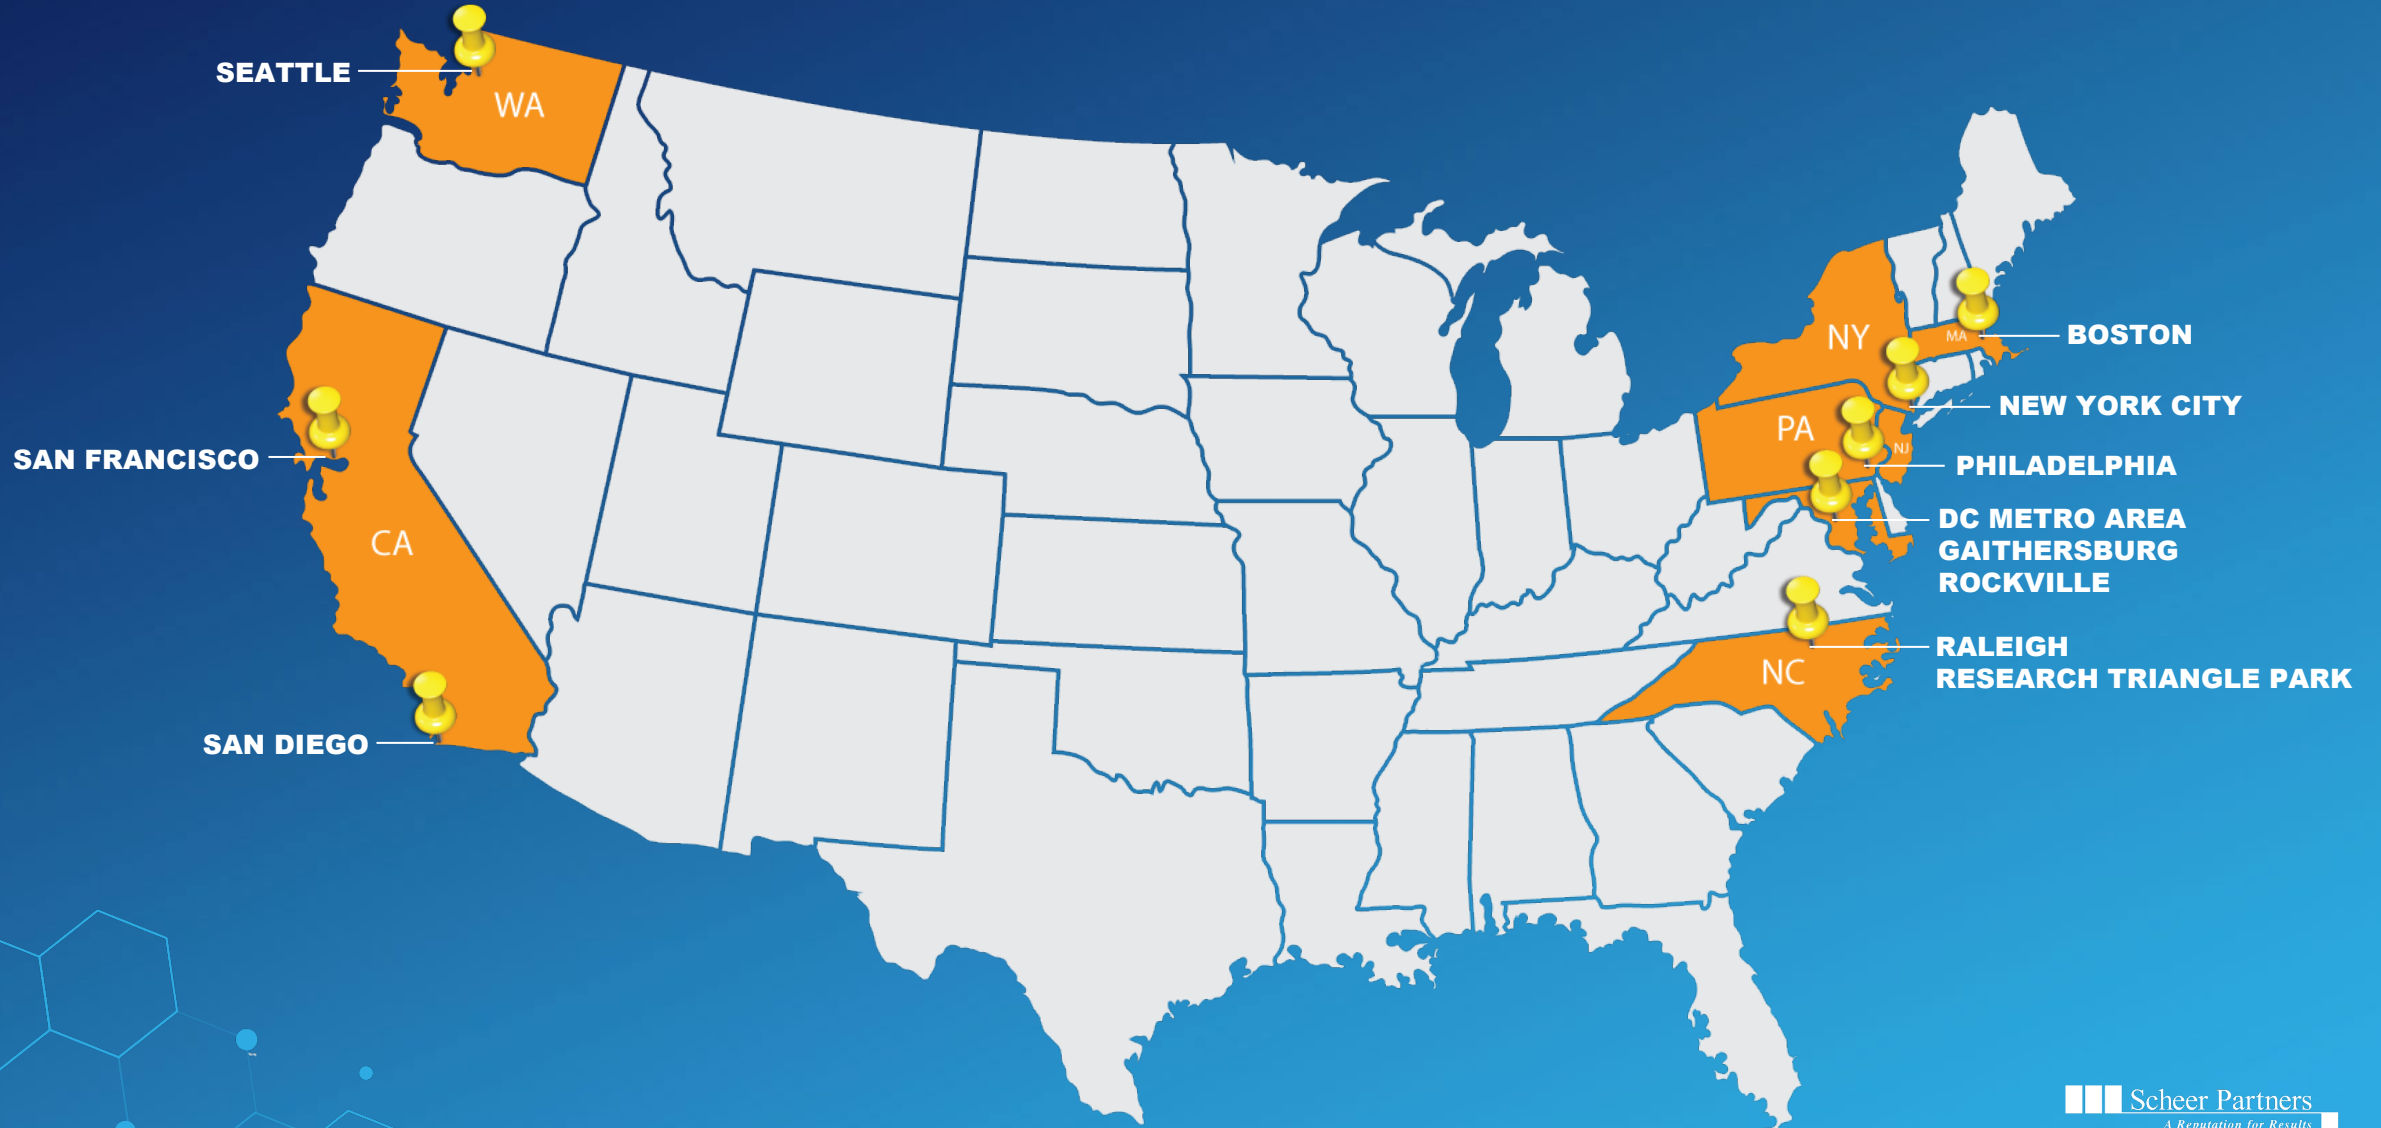 SEATTLE
WA
BOSTON
MA
NY
NEW YORK CITY
PA
NJ
PHILADELPHIA
SAN FRANCISCO
DC METRO AREA
GAITHERSBURG
ROCKVILLE
CA
RALEIGH
RESEARCH TRIANGLE PARK
NC
SAN DIEGO
Scheer Partners
A Reputation for Results